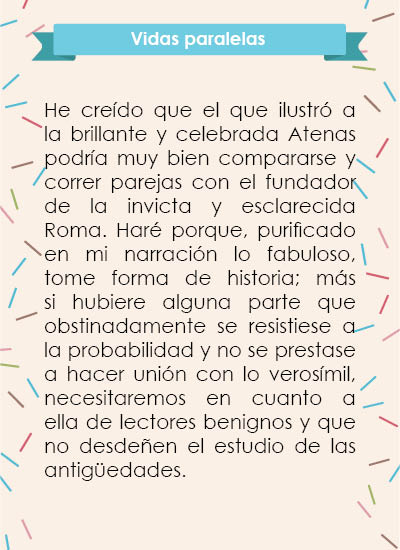 Vidas paralelas
He creído que el que ilustró a
la brillante y celebrada Atenas
podría muy bien compararse y
correr parejas con el fundador
de la invicta y esclarecida
Roma. Haré porque, purificado
en mi narración lo fabuloso,
tome forma de historia; más
si hubiere alguna parte que
obstinadamente se resistiese a
la probabilidad y no se prestase
a hacer unión con lo verosímil,
necesitaremos en cuanto a
ella de lectores benignos y que
no desdeñen el estudio de las
antigüedades.